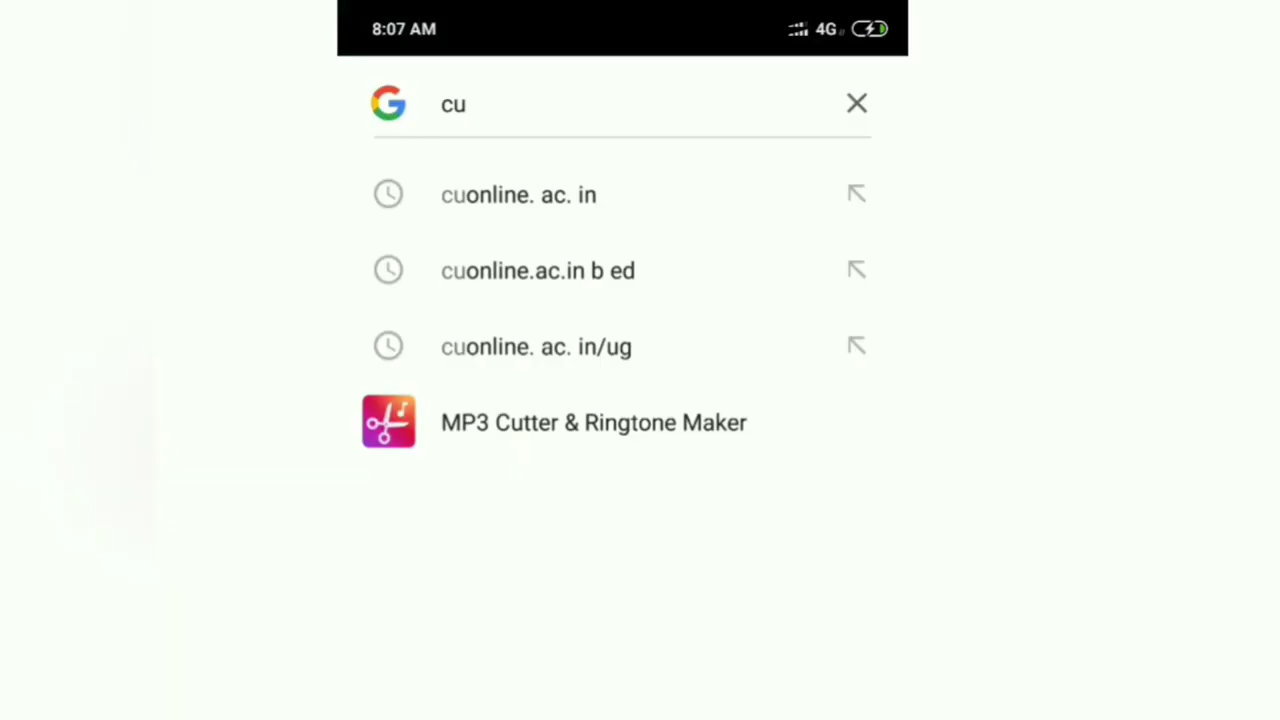 8:07 AM 4G
cu
cuonline. ac. in
cuonline.ac.in b ed
cuonline. ac. in/ug
MP3 Cutter & Ringtone Maker